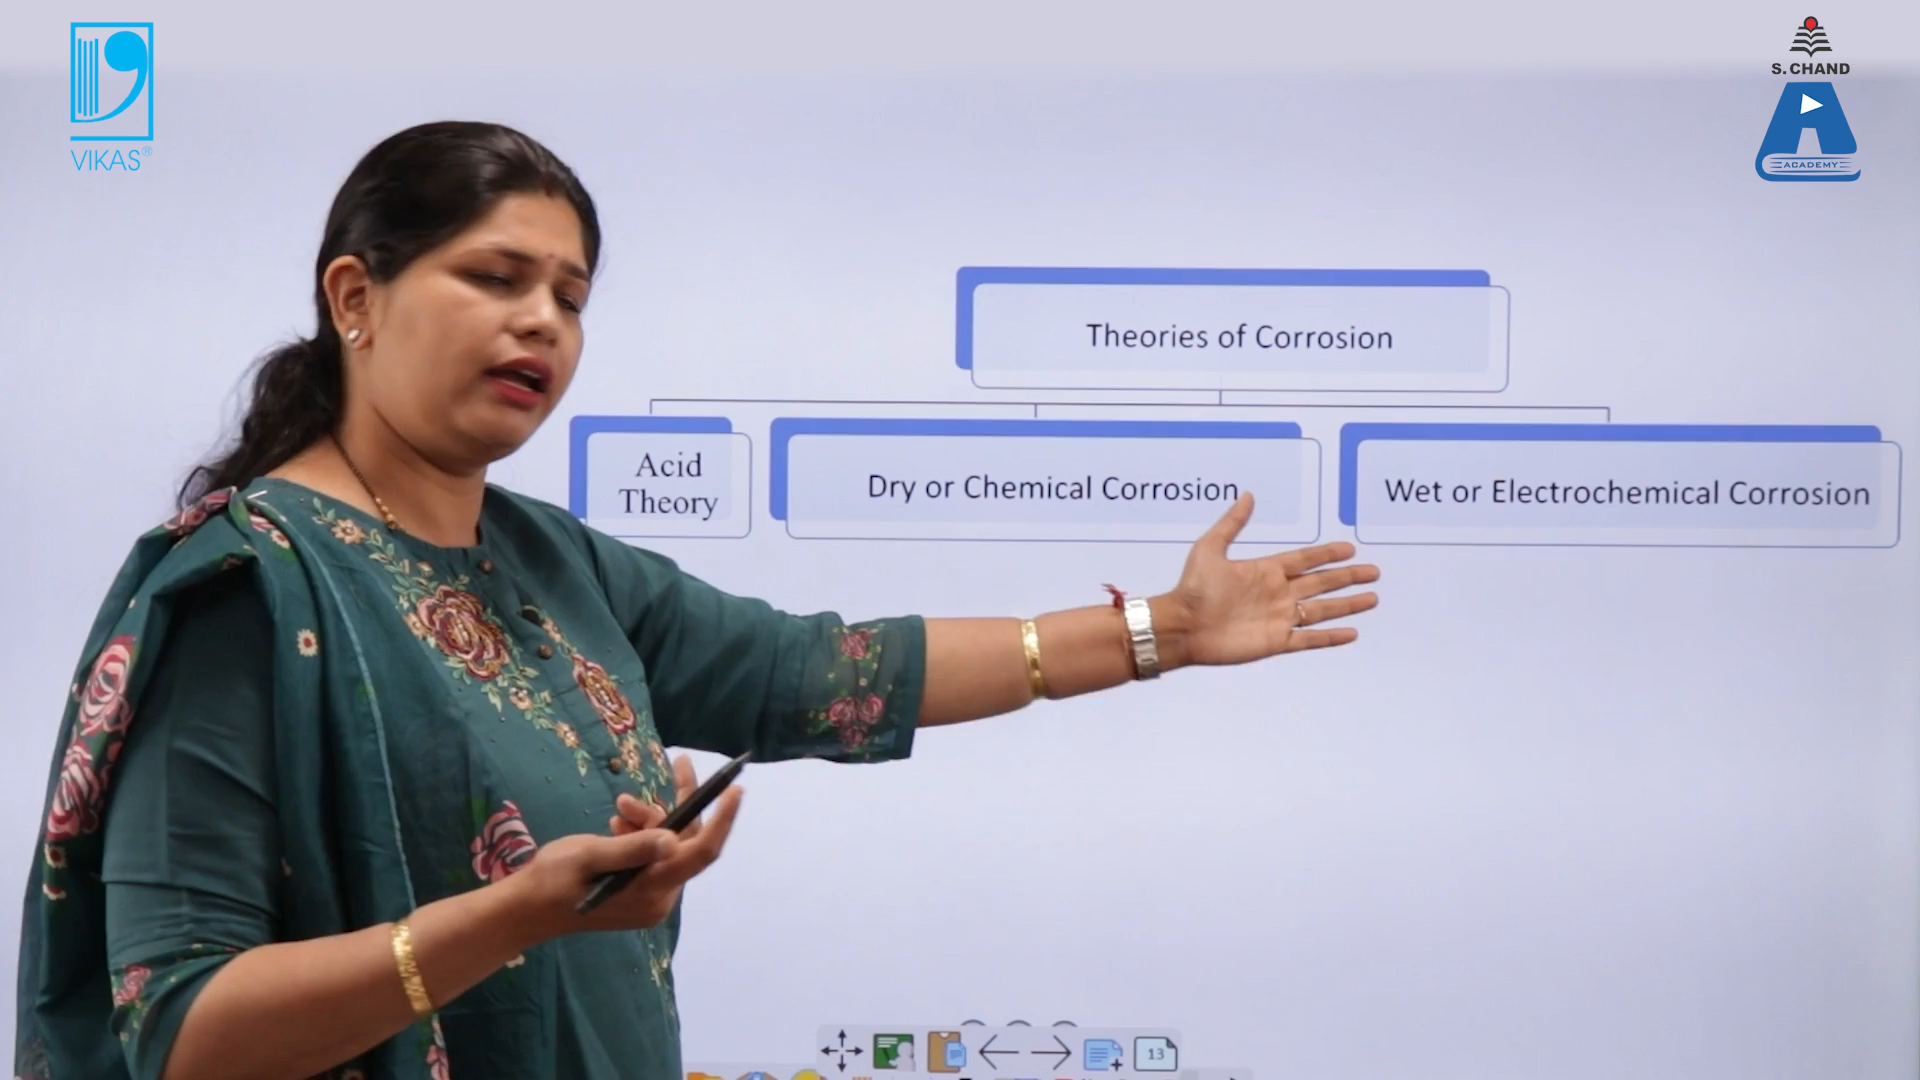 VIKAS®
S. CHAND
ACADEMY
Theories of Corrosion
Acid
Theory
Dry or Chemical Corrosion
Wet or Electrochemical Corrosion
13